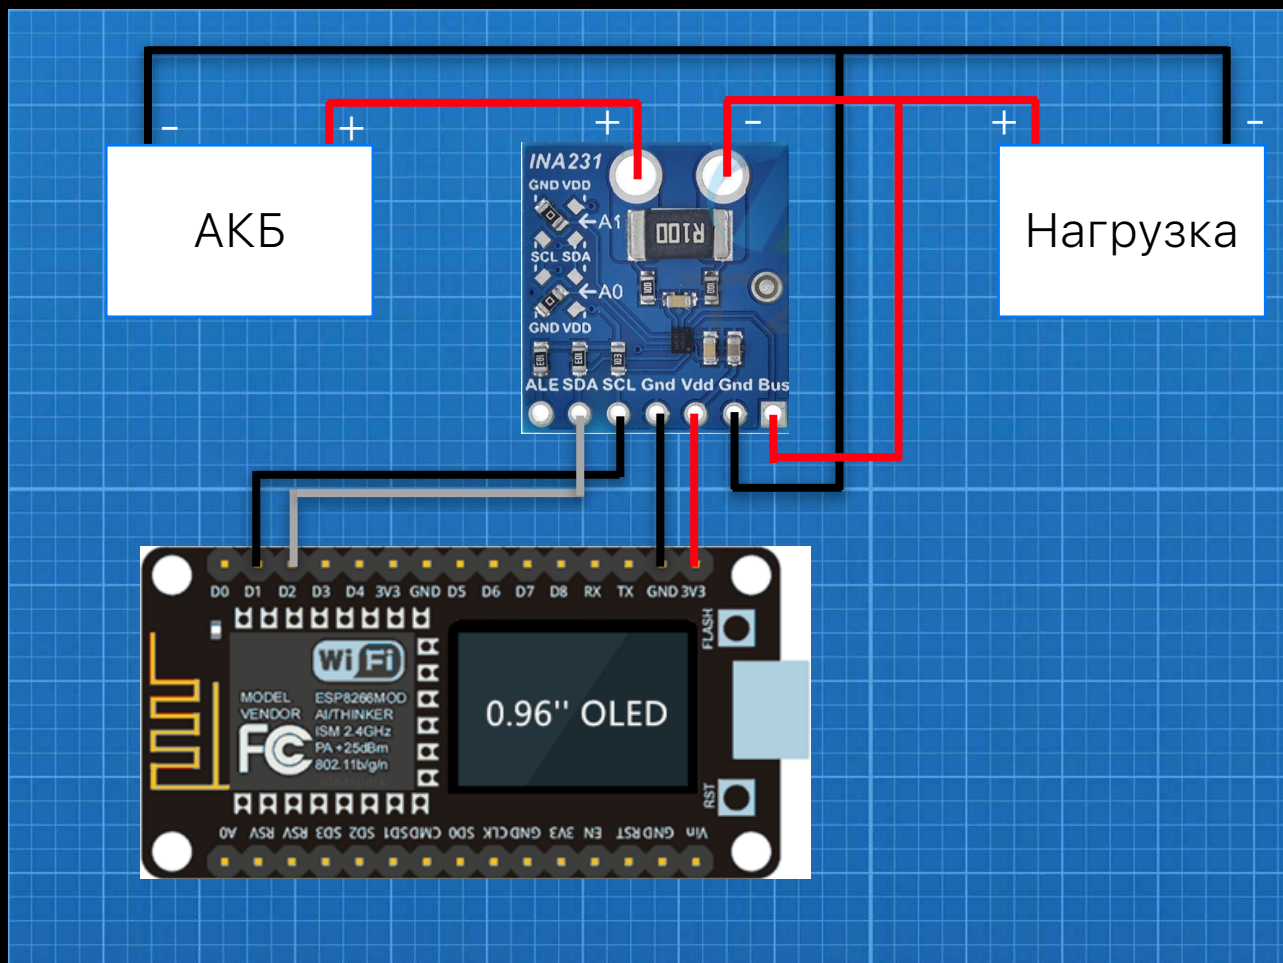 - + + - + -
АКБ
Нагрузка
INA231
GND VDD
A1
SCL SDA
A0
GND VDD
R100
ALE SDA SCL Gnd Vdd Gnd Bus
D0 D1 D2 D3 D4 3V3 GND D5 D6 D7 D8 RX TX GND 3V3
FLASH
WiFi
MODEL ESP8266MOD
VENDOR AI/THINKER
ISM 2.4GHz
PA +25dBm
802.11b/g/n
FC
0.96'' OLED
RST
A0 RSV RSV SD3 SD2 SD1 CMD SD0 CLK GND 3V3 EN RST GND Vin